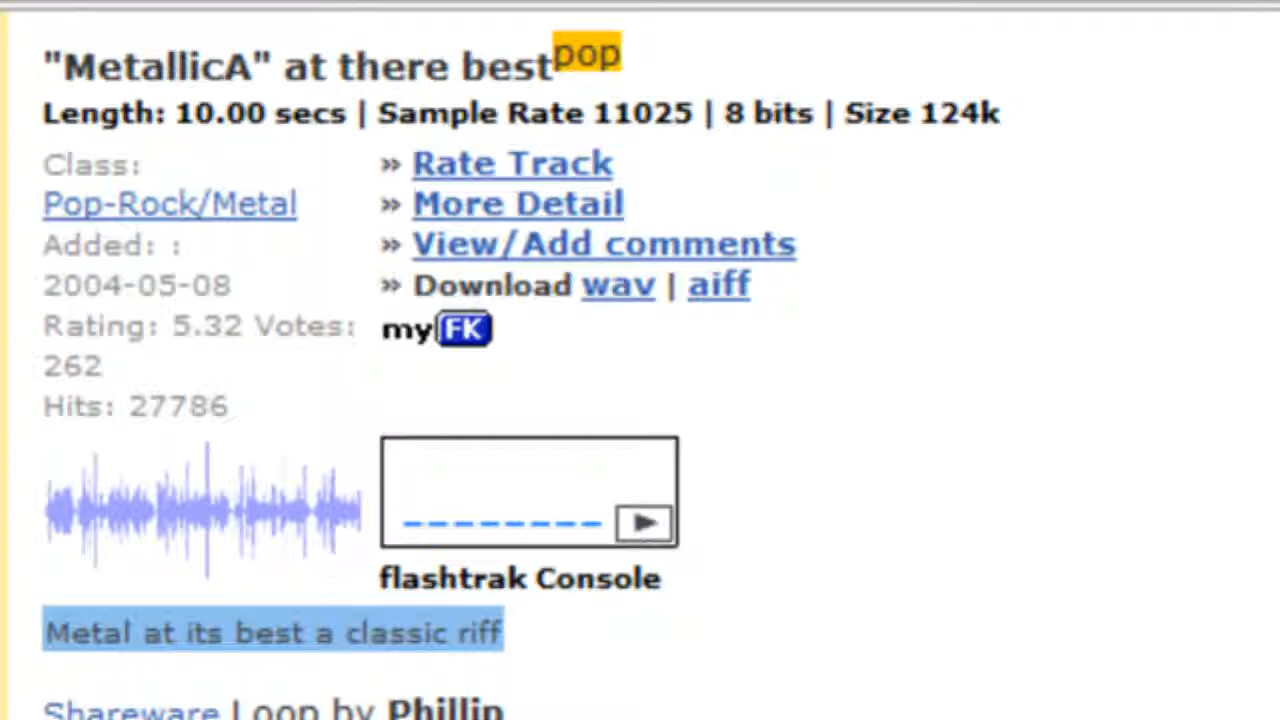 "MetallicA" at there best pop
Length: 10.00 secs | Sample Rate 11025 | 8 bits | Size 124k
Class:
Pop-Rock/Metal
Added: :
2004-05-08
Rating: 5.32 Votes:
262
Hits: 27786
» Rate Track
» More Detail
» View/Add comments
» Download wav | aiff
my FK
flashtrak Console
Metal at its best a classic riff
Shareware Loop by Phillip